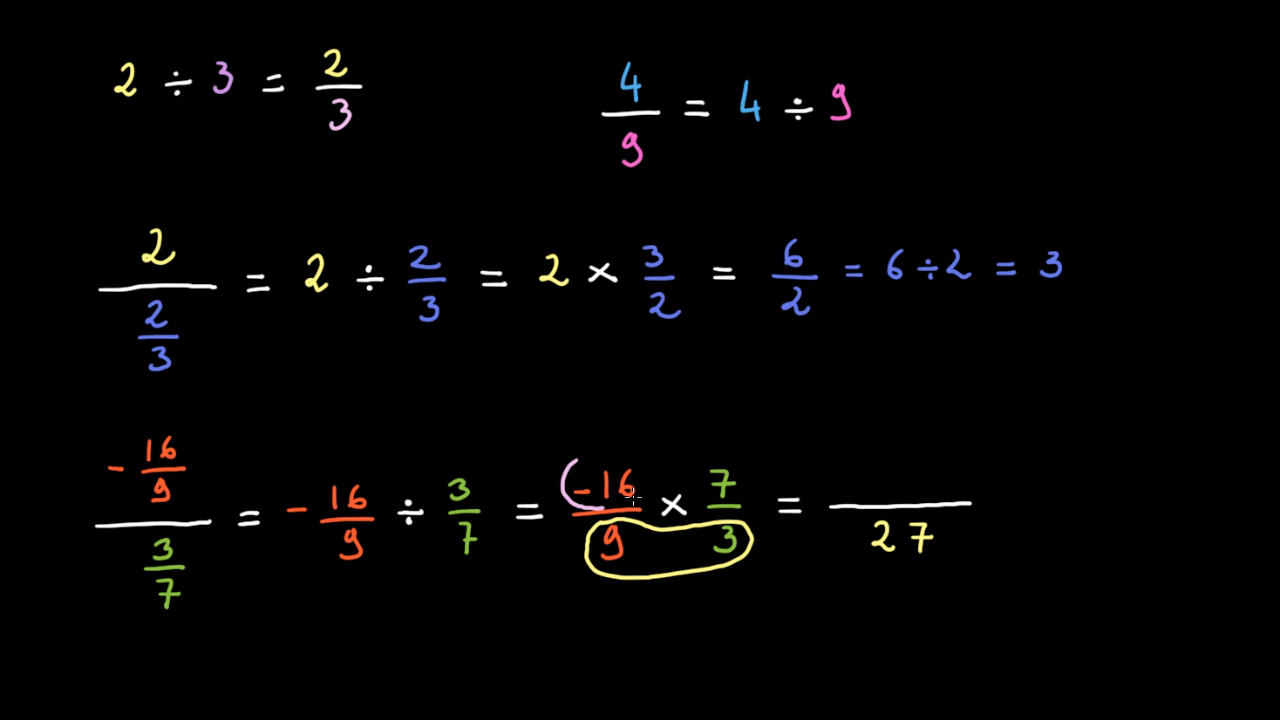 2 ÷ 3 = 2/3
4/9 = 4 ÷ 9
2/(2/3) = 2 ÷ 2/3 = 2 × 3/2 = 6/2 = 6 ÷ 2 = 3
(-16/9)/(3/7) = -16/9 ÷ 3/7 = -16/9 × 7/3 = /27